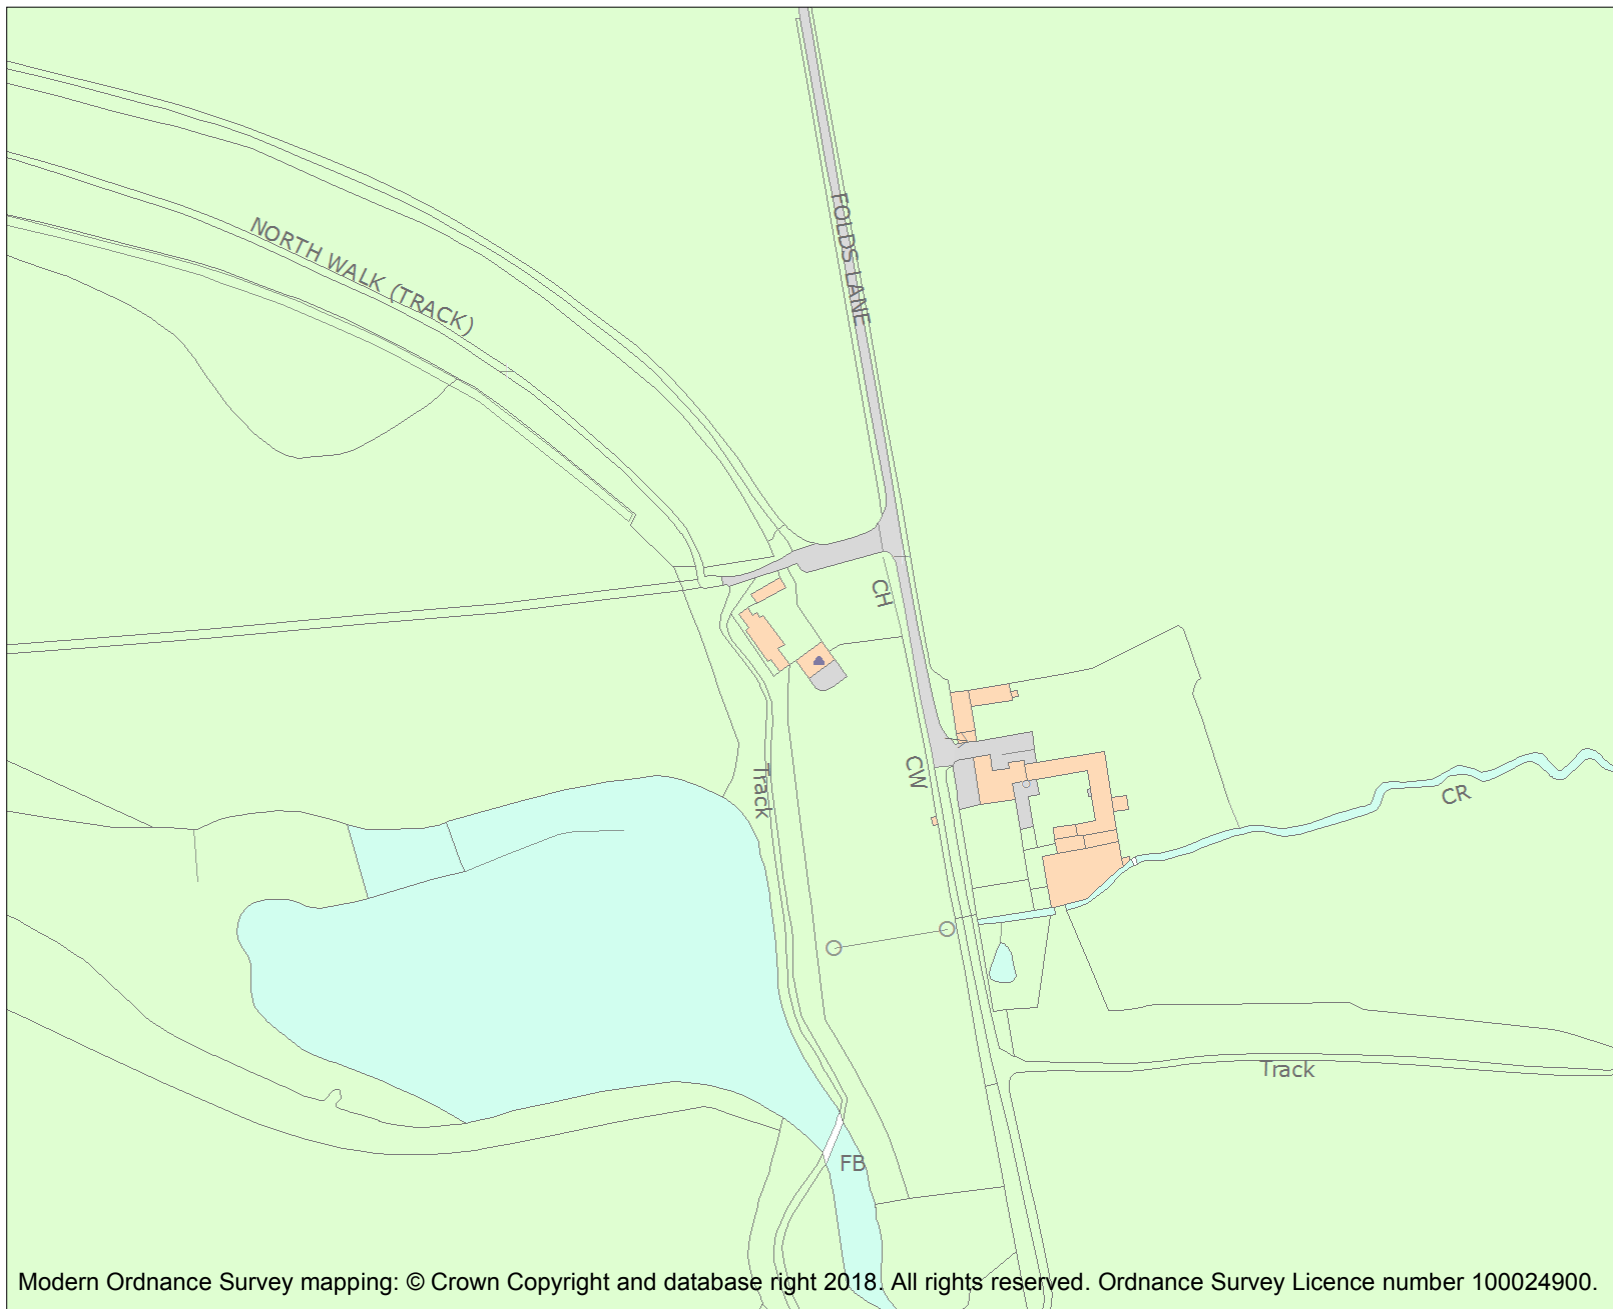 FOLDS LANE
NORTH WALK (TRACK)
CH
CW
Track
CR
Track
FB
Modern Ordnance Survey mapping: © Crown Copyright and database right 2018. All rights reserved. Ordnance Survey Licence number 100024900.